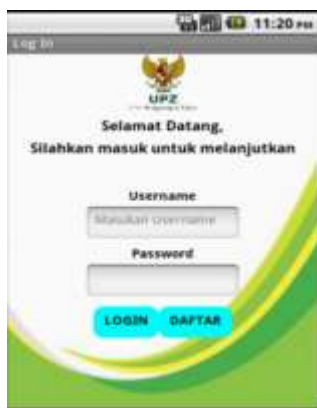 11:20 PM
Log In
UPZ
Selamat Datang,
Silahkan masuk untuk melanjutkan
Username
Masukan Username
Password
LOGIN DAFTAR